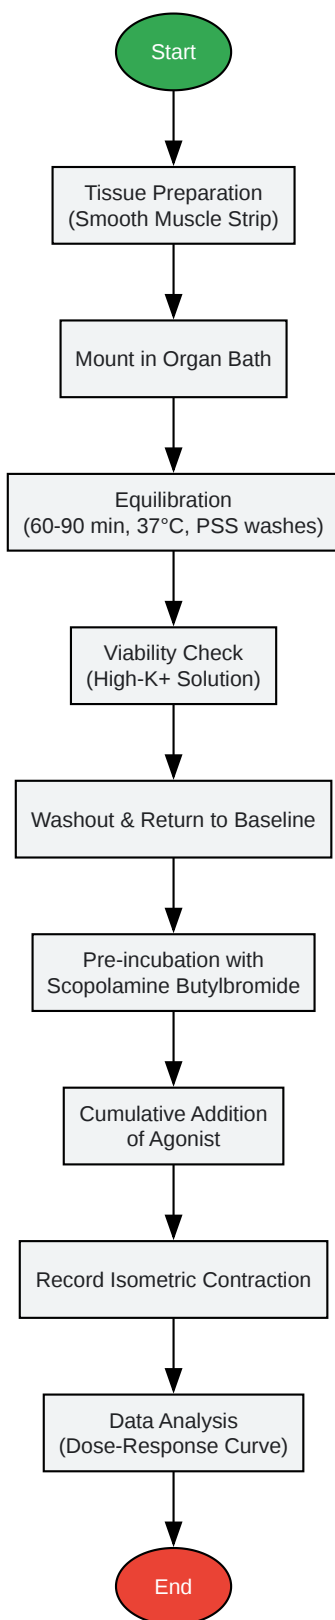 Start
Tissue Preparation
(Smooth Muscle Strip)
Mount in Organ Bath
Equilibration
(60-90 min, 37°C, PSS washes)
Viability Check
(High-K+ Solution)
Washout & Return to Baseline
Pre-incubation with
Scopolamine Butylbromide
Cumulative Addition
of Agonist
Record Isometric Contraction
Data Analysis
(Dose-Response Curve)
End